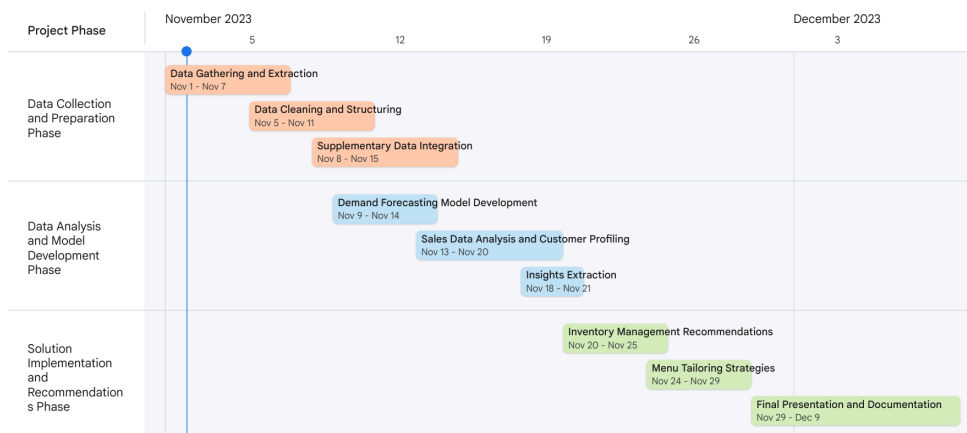 Project Phase
November 2023
December 2023
5
12
19
26
3
Data Collection
and Preparation
Phase
Data Gathering and Extraction
Nov 1 - Nov 7
Data Cleaning and Structuring
Nov 5 - Nov 11
Supplementary Data Integration
Nov 8 - Nov 15
Data Analysis
and Model
Development
Phase
Demand Forecasting Model Development
Nov 9 - Nov 14
Sales Data Analysis and Customer Profiling
Nov 13 - Nov 20
Insights Extraction
Nov 18 - Nov 21
Solution
Implementation
and
Recommendation
s Phase
Inventory Management Recommendations
Nov 20 - Nov 25
Menu Tailoring Strategies
Nov 24 - Nov 29
Final Presentation and Documentation
Nov 29 - Dec 9